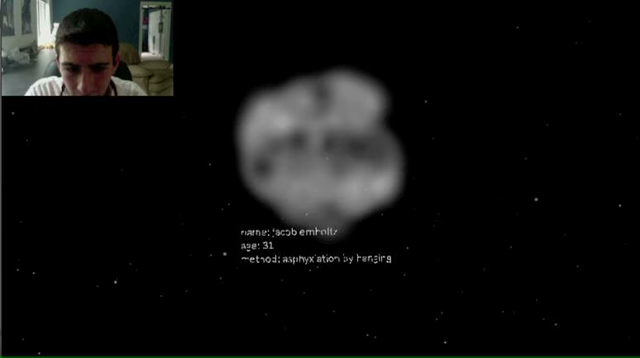 name: jacob emholtz
age: 31
method: asphyxiation by hanging